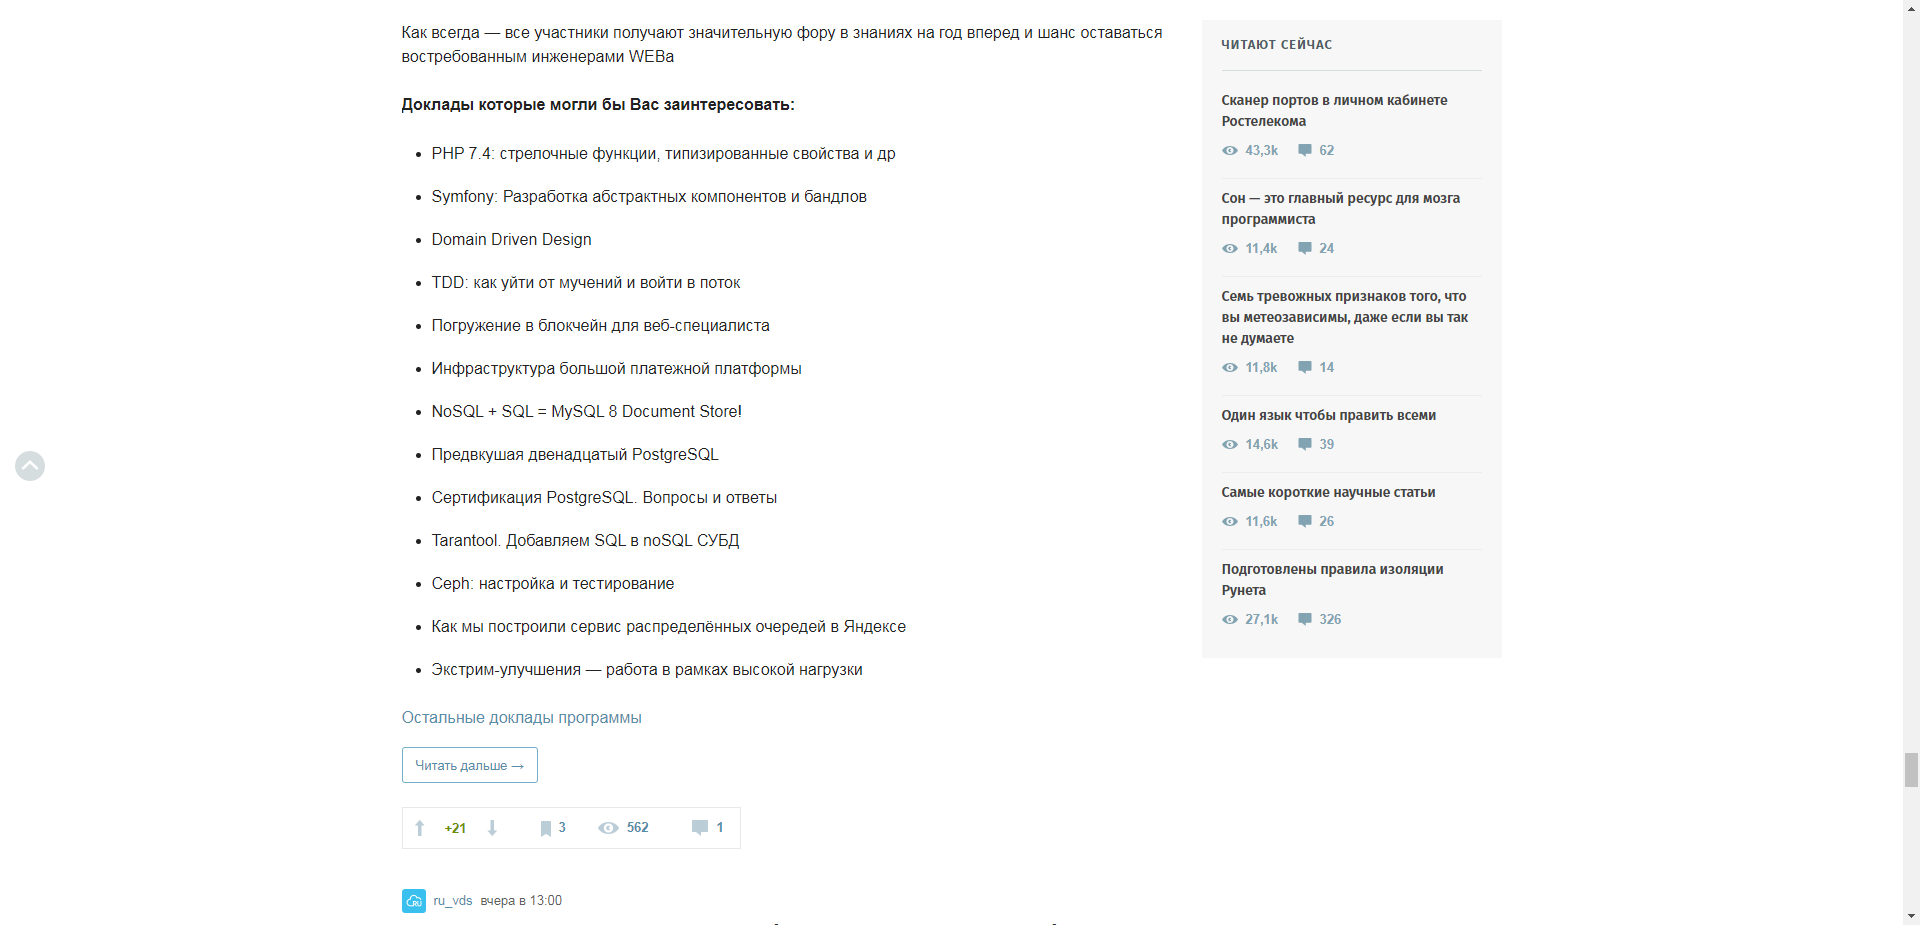 Как всегда — все участники получают значительную фору в знаниях на год вперед и шанс оставаться
востребованным инженерами WEBа
Доклады которые могли бы Вас заинтересовать:
PHP 7.4: стрелочные функции, типизированные свойства и др
Symfony: Разработка абстрактных компонентов и бандлов
Domain Driven Design
TDD: как уйти от мучений и войти в поток
Погружение в блокчейн для веб-специалиста
Инфраструктура большой платежной платформы
NoSQL + SQL = MySQL 8 Document Store!
Предвкушая двенадцатый PostgreSQL
Сертификация PostgreSQL. Вопросы и ответы
Tarantool. Добавляем SQL в noSQL СУБД
Ceph: настройка и тестирование
Как мы построили сервис распределённых очередей в Яндексе
Экстрим-улучшения — работа в рамках высокой нагрузки
Остальные доклады программы
Читать дальше →
+21 3 562 1
ru_vds вчера в 13:00
ЧИТАЮТ СЕЙЧАС
Сканер портов в личном кабинете
Ростелекома
43,3k 62
Сон — это главный ресурс для мозга
программиста
11,4k 24
Семь тревожных признаков того, что
вы метеозависимы, даже если вы так
не думаете
11,8k 14
Один язык чтобы править всеми
14,6k 39
Самые короткие научные статьи
11,6k 26
Подготовлены правила изоляции
Рунета
27,1k 326